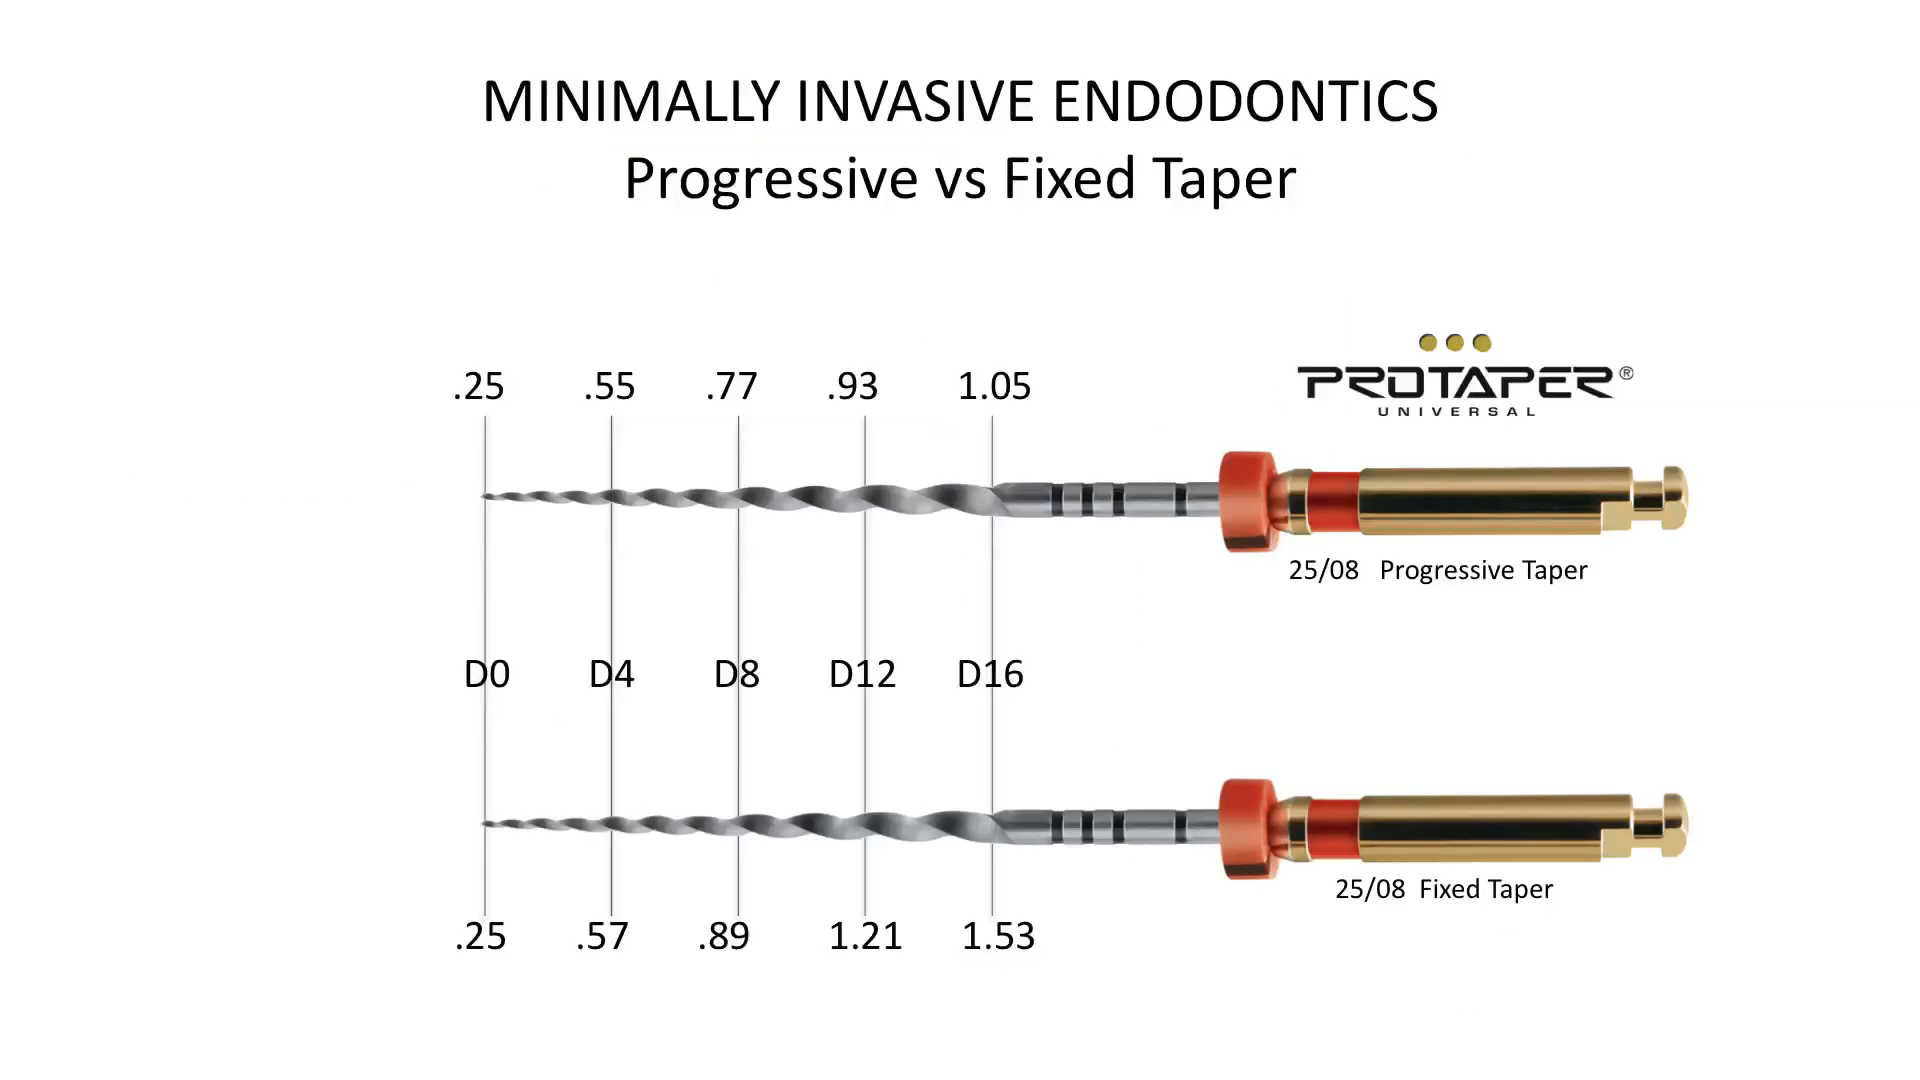 MINIMALLY INVASIVE ENDODONTICS
Progressive vs Fixed Taper
.25 .55 .77 .93 1.05
PROTAPER®
UNIVERSAL
25/08 Progressive Taper
D0 D4 D8 D12 D16
25/08 Fixed Taper
.25 .57 .89 1.21 1.53